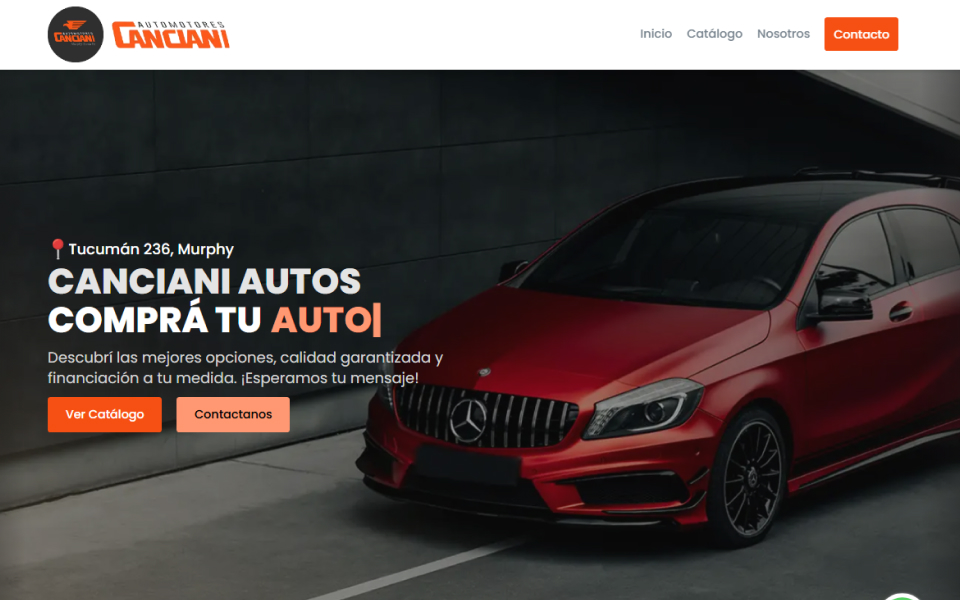 AUTOMOTORES
CANCIANI
AUTOMOTORES
CANCIANI
Inicio
Catálogo
Nosotros
Contacto
Tucumán 236, Murphy
CANCIANI AUTOS
COMPRÁ TU AUTO|
Descubrí las mejores opciones, calidad garantizada y
financiación a tu medida. ¡Esperamos tu mensaje!
Ver Catálogo
Contactanos